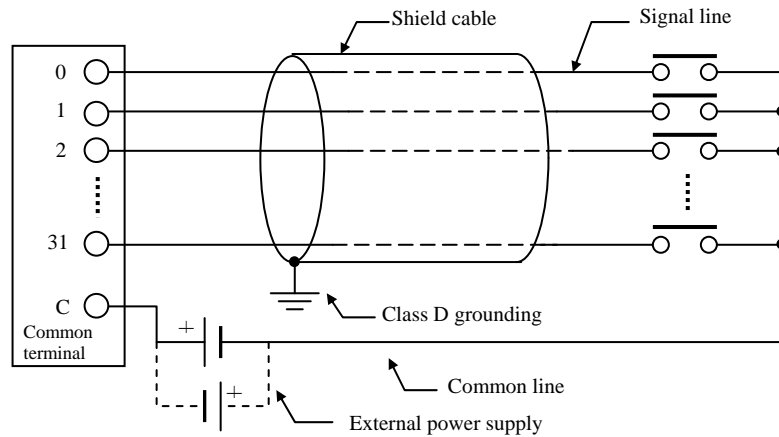 Shield cable
Signal line
0
1
2
31
C
Common
terminal
Class D grounding
+
Common line
+
External power supply